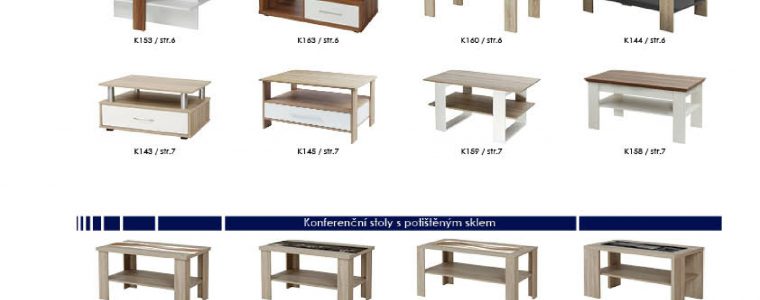 K153 / str.6 K163 / str.6 K160 / str.6 K144 / str.6
K143 / str.7 K145 / str.7 K159 / str.7 K158 / str.7
Konferenční stoly s potištěným sklem